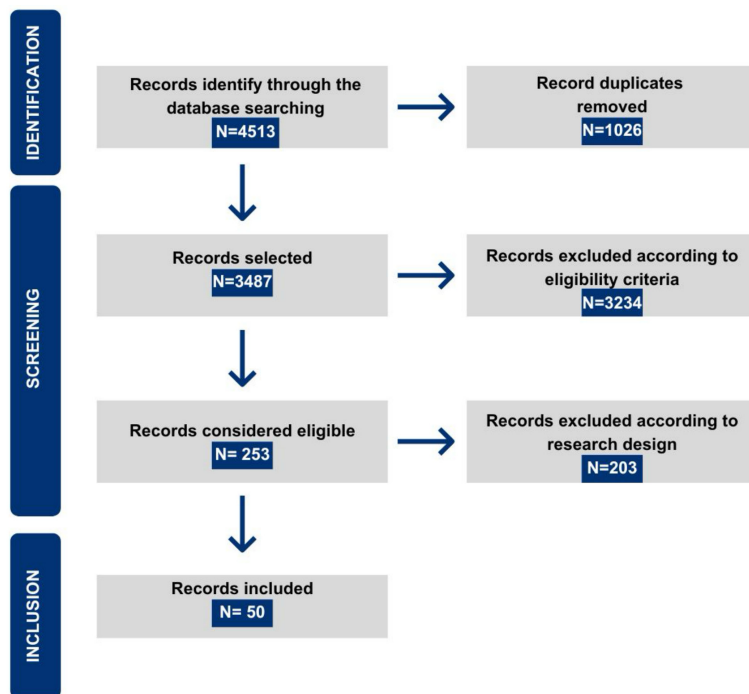 IDENTIFICATION
Records identify through the
database searching
N=4513
Record duplicates
removed
N=1026
SCREENING
Records selected
N=3487
Records excluded according to
eligibility criteria
N=3234
Records considered eligible
N= 253
Records excluded according to
research design
N=203
INCLUSION
Records included
N= 50